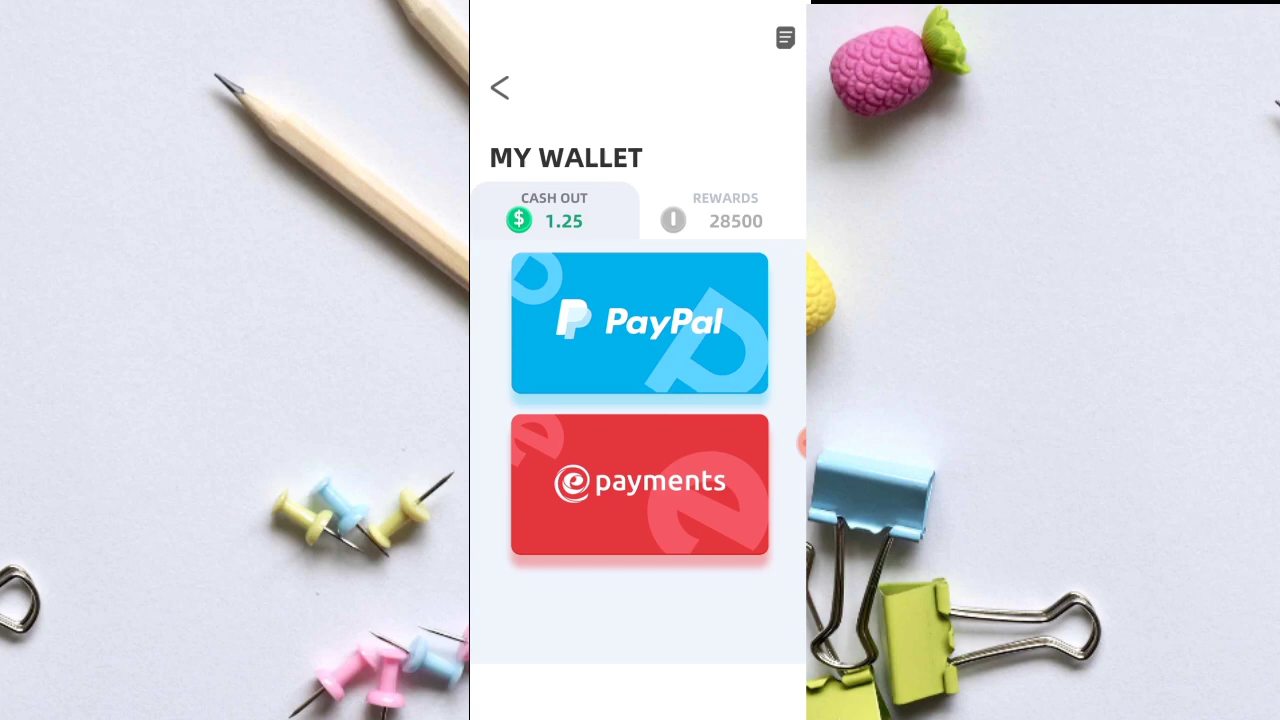 MY WALLET
CASH OUT
$ 1.25
REWARDS
28500
PayPal
e payments